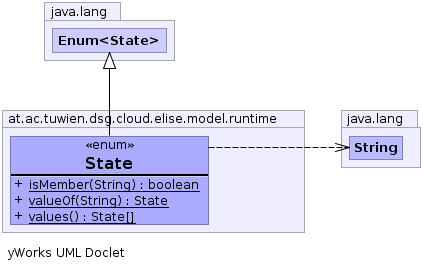 java.lang
Enum<State>
at.ac.tuwien.dsg.cloud.elise.model.runtime
«enum»
State
+ isMember(String) : boolean
+ valueOf(String) : State
+ values() : State[]
java.lang
String
yWorks UML Doclet